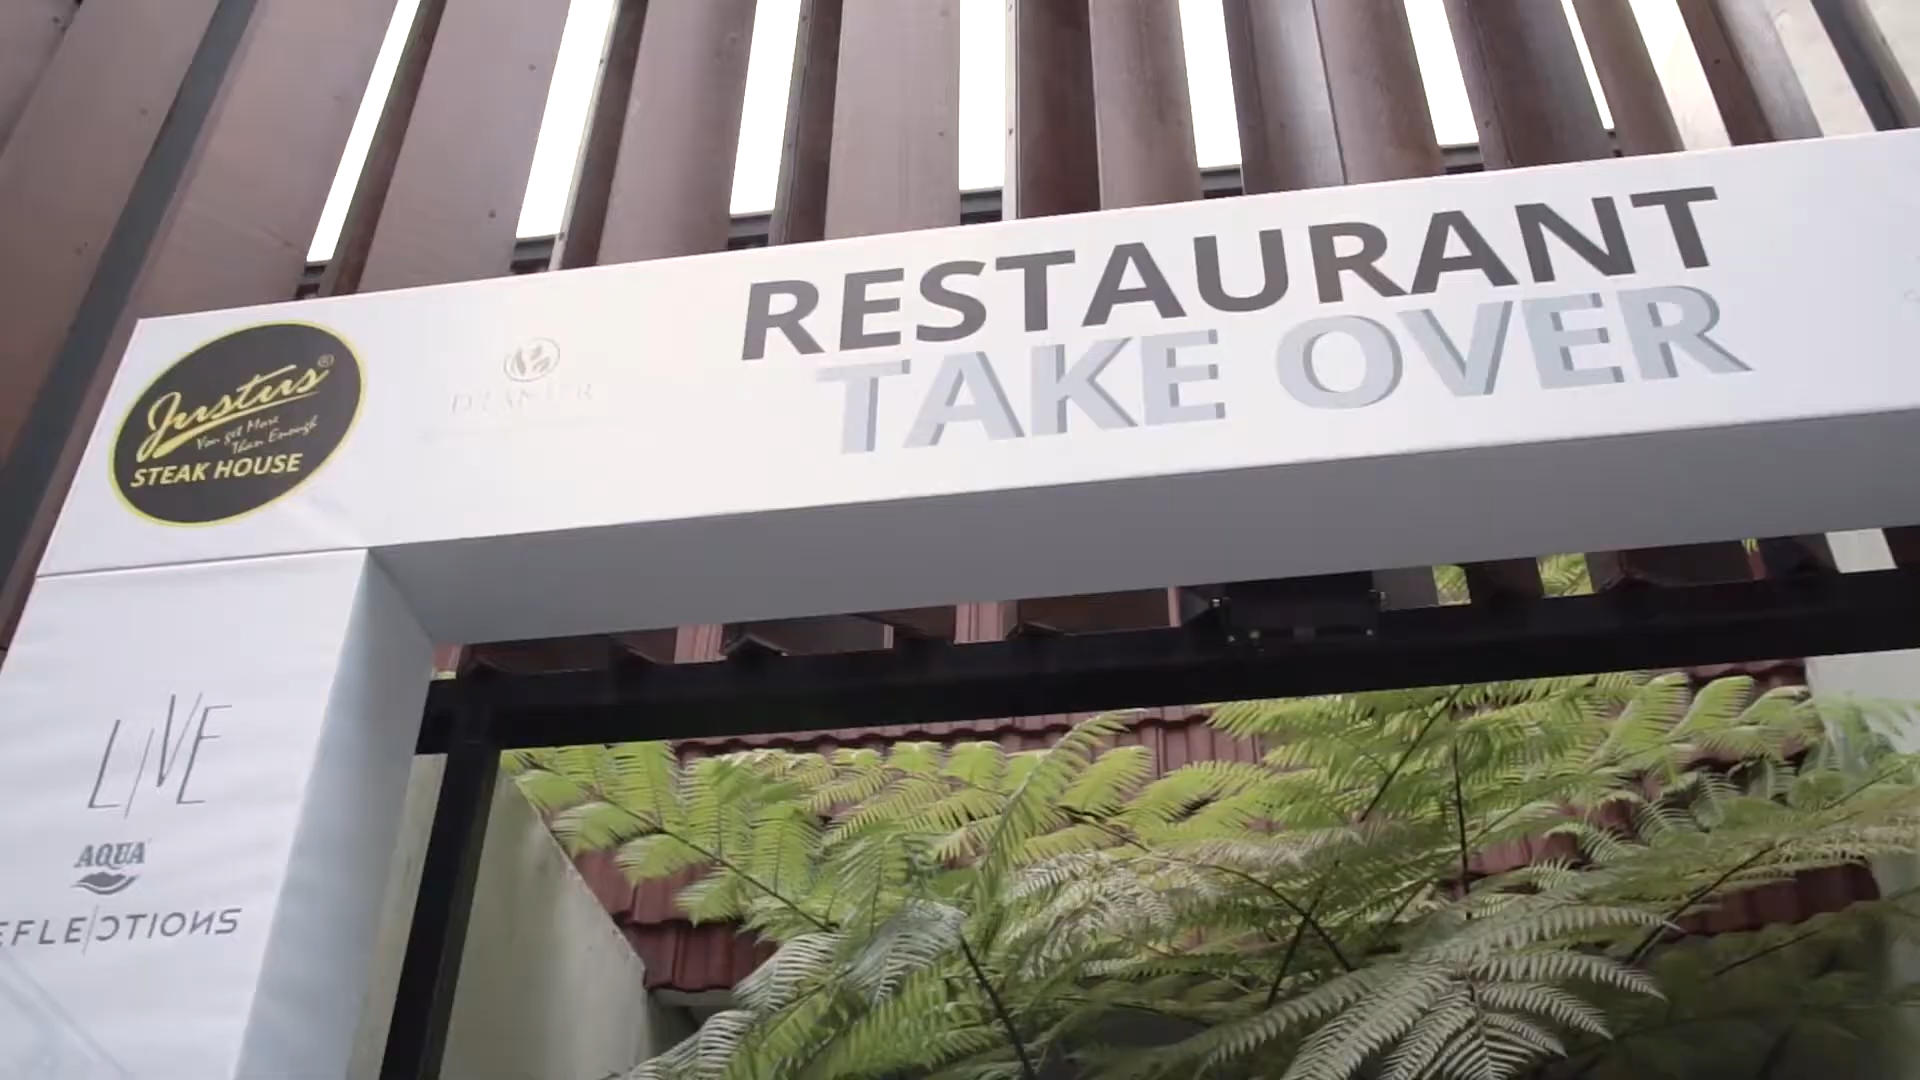 Justus®
You get More
Than Enough
STEAK HOUSE
RESTAURANT
TAKE OVER
LIVE
AQUA
EFLECTIONS